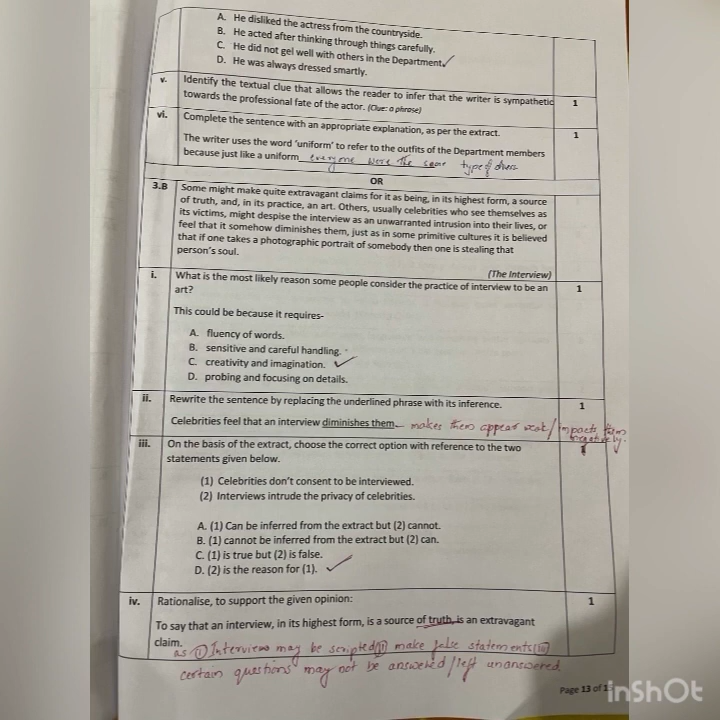 A. He disliked the actress from the countryside.
B. He acted after thinking through things carefully.
C. He did not gel well with others in the Department.
D. He was always dressed smartly.
v. Identify the textual clue that allows the reader to infer that the writer is sympathetic 1
towards the professional fate of the actor. (Clue: a phrase)
vi. Complete the sentence with an appropriate explanation, as per the extract. 1
The writer uses the word 'uniform' to refer to the outfits of the Department members
because just like a uniform everyone wore the same type of dress
OR
3.B Some might make quite extravagant claims for it as being, in its highest form, a source
of truth, and, in its practice, an art. Others, usually celebrities who see themselves as
its victims, might despise the interview as an unwarranted intrusion into their lives, or
feel that it somehow diminishes them, just as in some primitive cultures it is believed
that if one takes a photographic portrait of somebody then one is stealing that
person's soul.
(The Interview)
i. What is the most likely reason some people consider the practice of interview to be an 1
art?
This could be because it requires-
A. fluency of words.
B. sensitive and careful handling.
C. creativity and imagination.
D. probing and focusing on details.
ii. Rewrite the sentence by replacing the underlined phrase with its inference. 1
Celebrities feel that an interview diminishes them. makes them appear weak/impacts them
negatively.
iii. On the basis of the extract, choose the correct option with reference to the two 1
statements given below.
(1) Celebrities don't consent to be interviewed.
(2) Interviews intrude the privacy of celebrities.
A. (1) Can be inferred from the extract but (2) cannot.
B. (1) cannot be inferred from the extract but (2) can.
C. (1) is true but (2) is false.
D. (2) is the reason for (1).
iv. Rationalise, to support the given opinion: 1
To say that an interview, in its highest form, is a source of truth, is an extravagant
claim.
as (i) Interviews may be scripted (ii) make false statements (iii)
certain questions may not be answered/left unanswered.
Page 13 of 15
InShOt